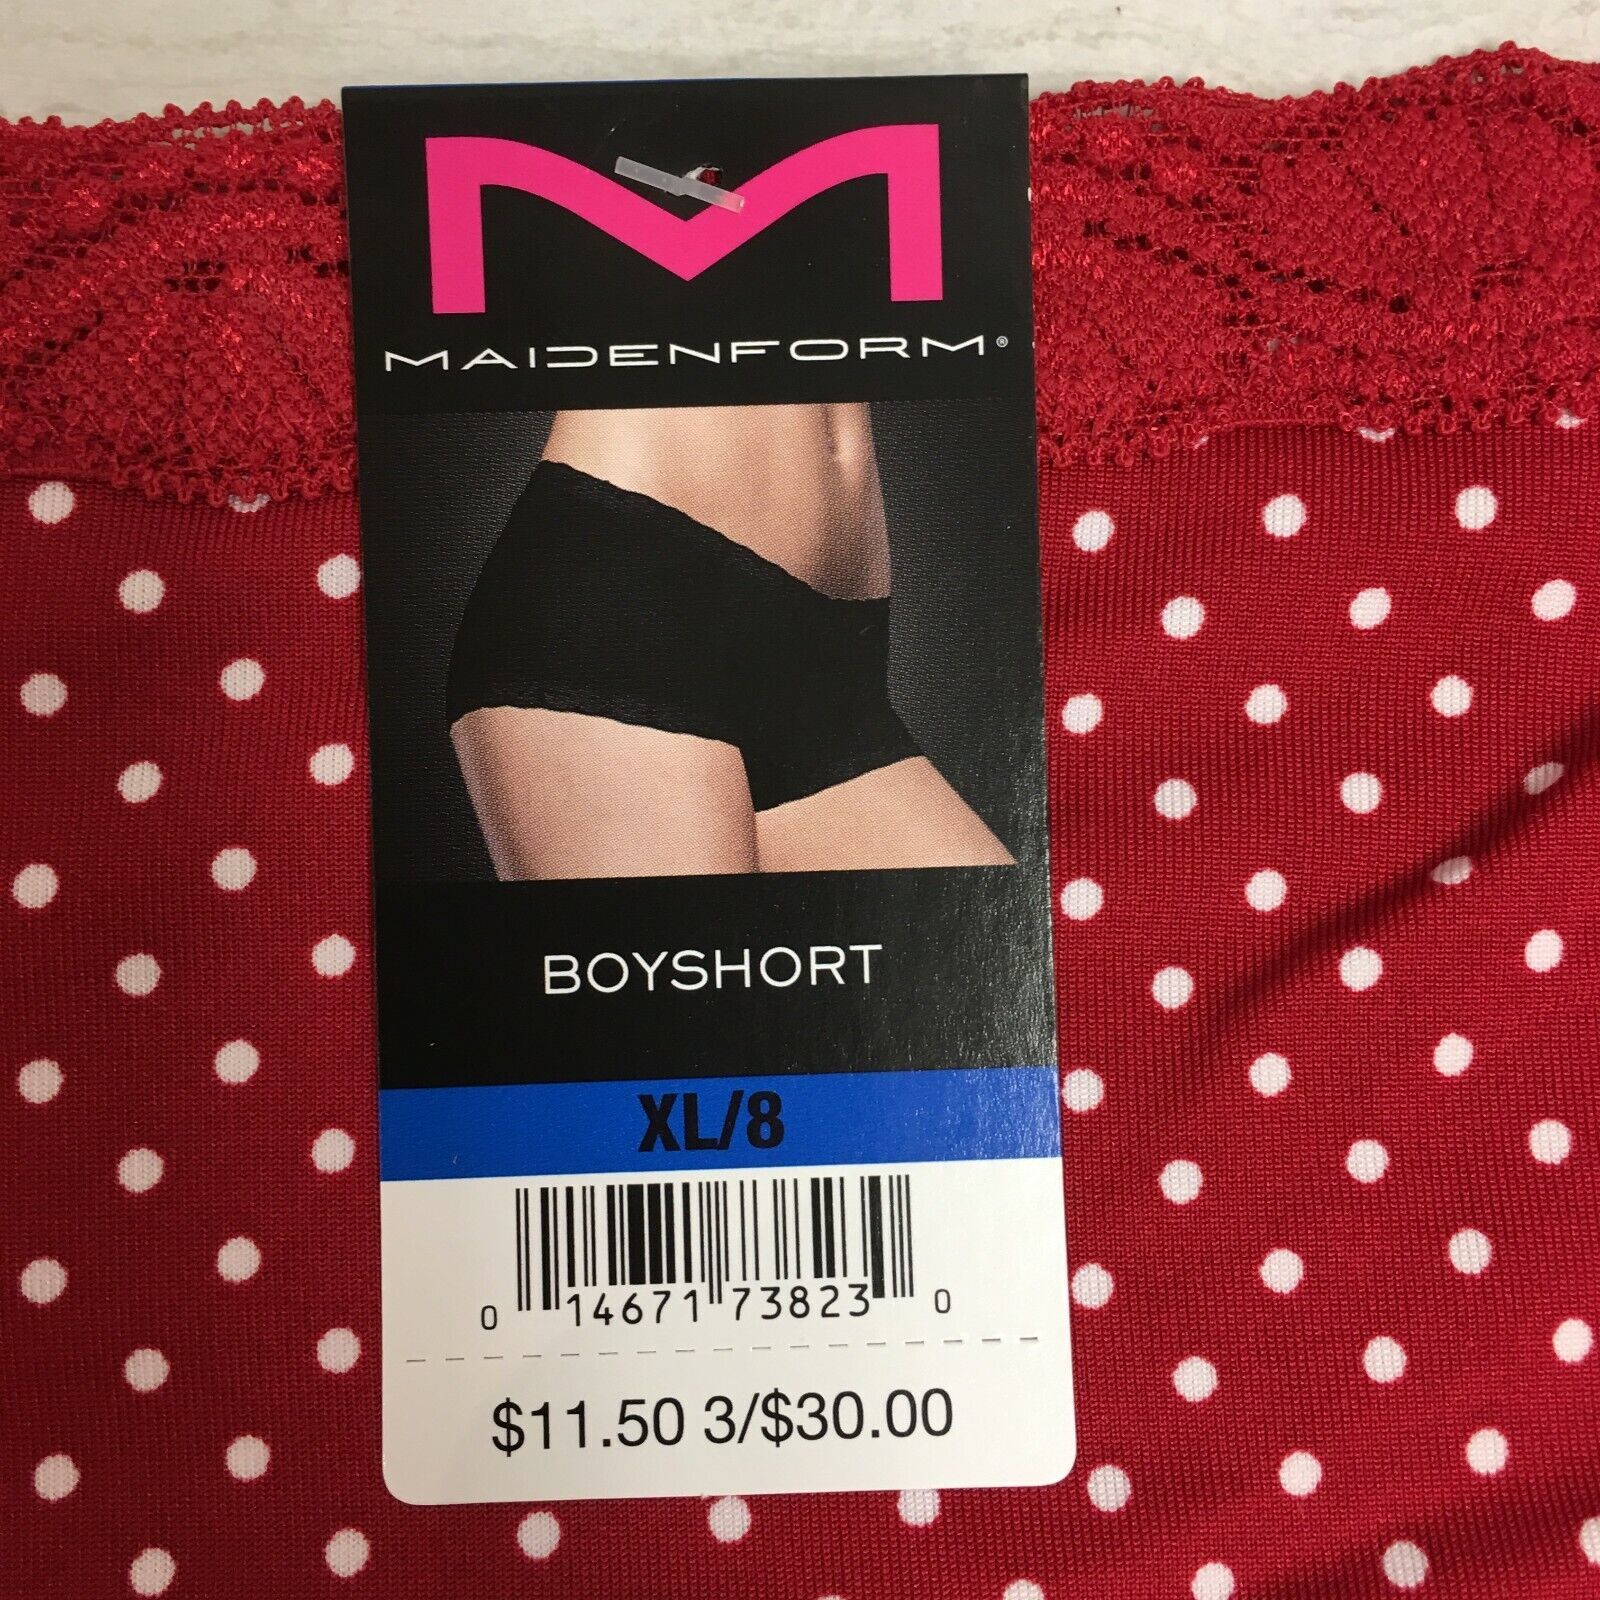 MAIDENFORM®
BOYSHORT
XL/8
0 14671 73823 0
$11.50 3/$30.00